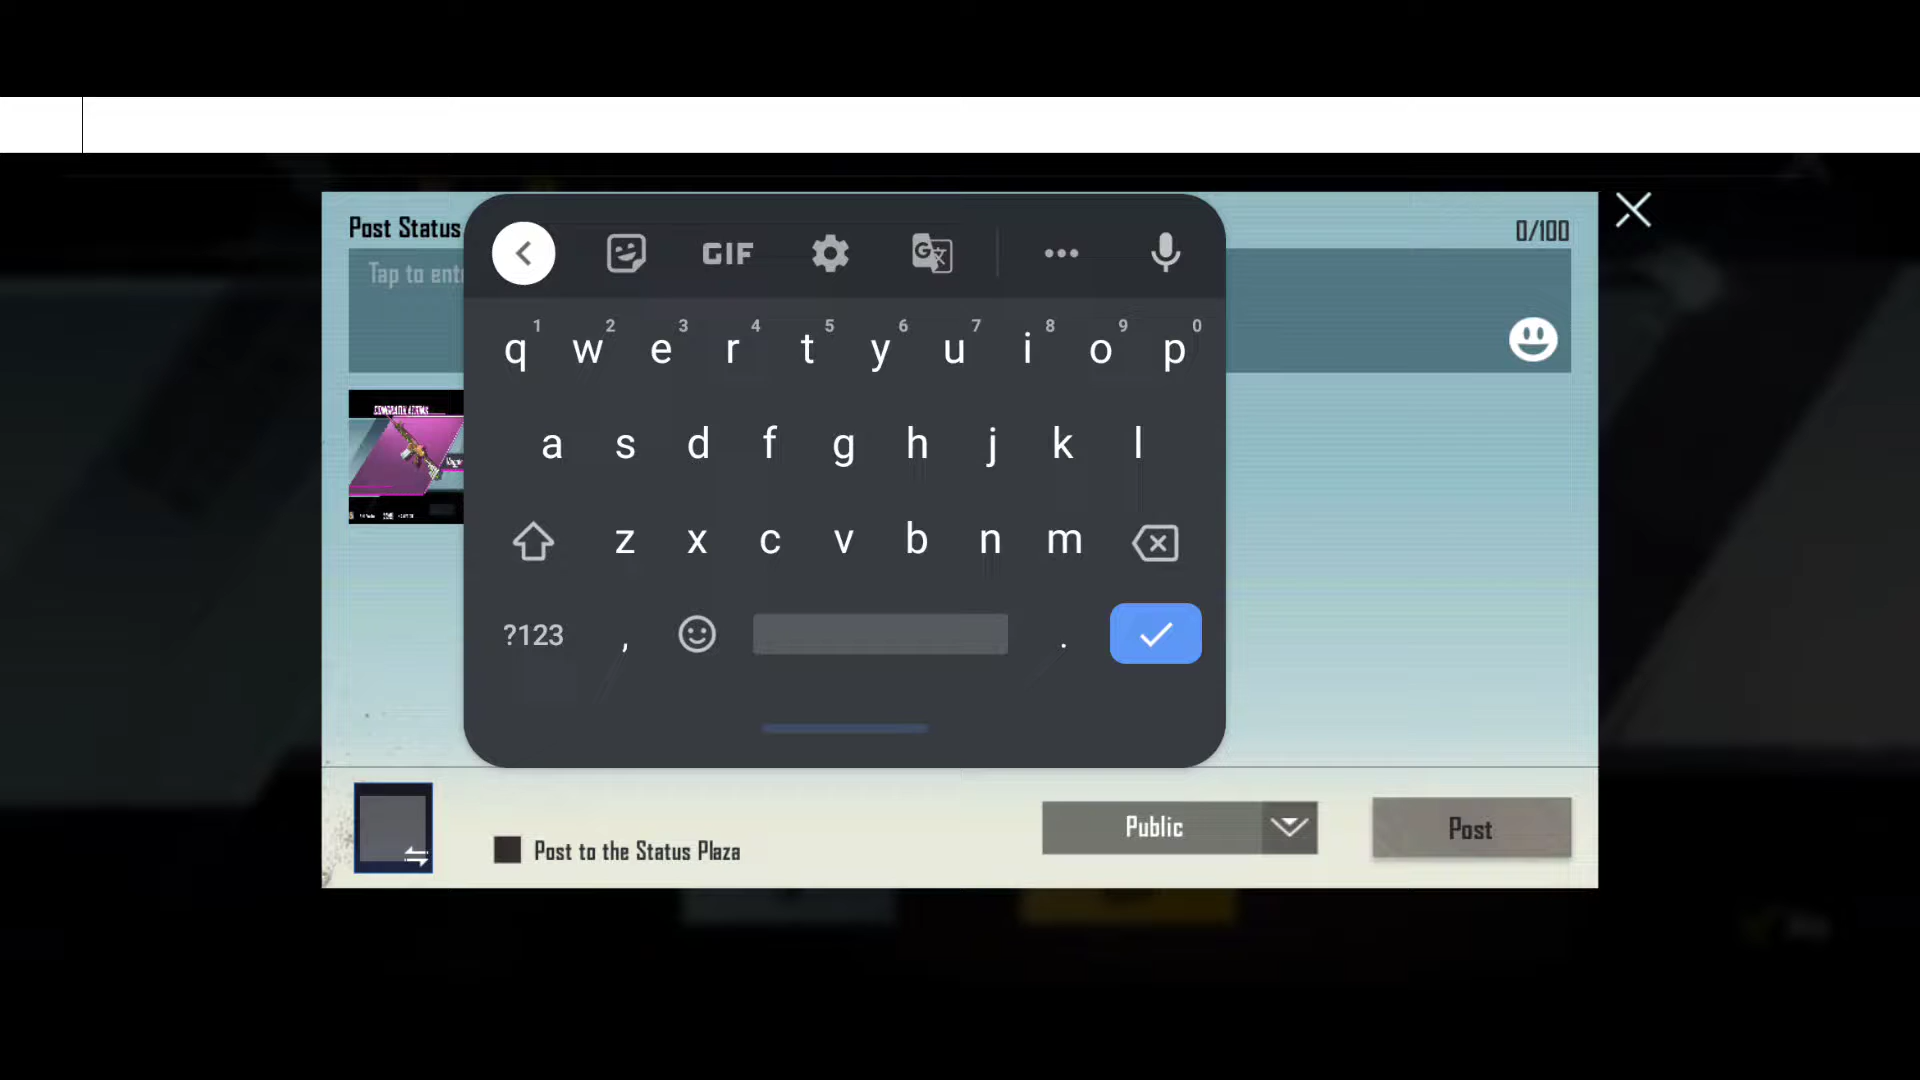 Post Status
0/100
Tap to ent
GIF
1 2 3 4 5 6 7 8 9 0
q w e r t y u i o p
a s d f g h j k l
z x c v b n m
?123 , .
Public
Post
Post to the Status Plaza